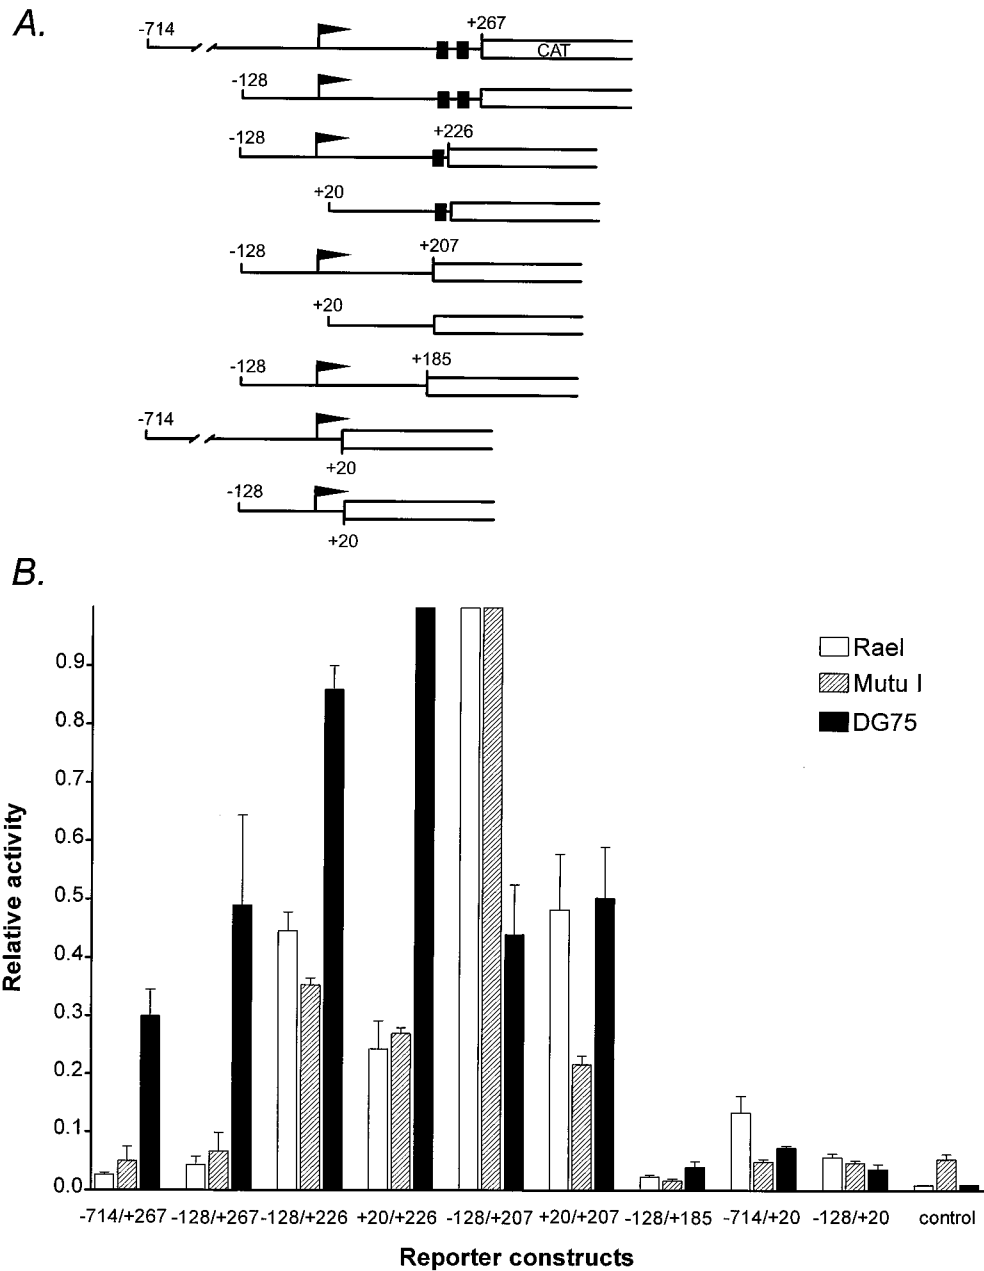 A.
-714
+267
CAT
-128
-128
+226
+20
-128
+207
+20
-128
+185
-714
+20
-128
+20
B.
Relative activity
0.9
0.8
0.7
0.6
0.5
0.4
0.3
0.2
0.1
0.0
Rael
Mutu I
DG75
-714/+267 -128/+267 -128/+226 +20/+226 -128/+207 +20/+207 -128/+185 -714/+20 -128/+20 control
Reporter constructs